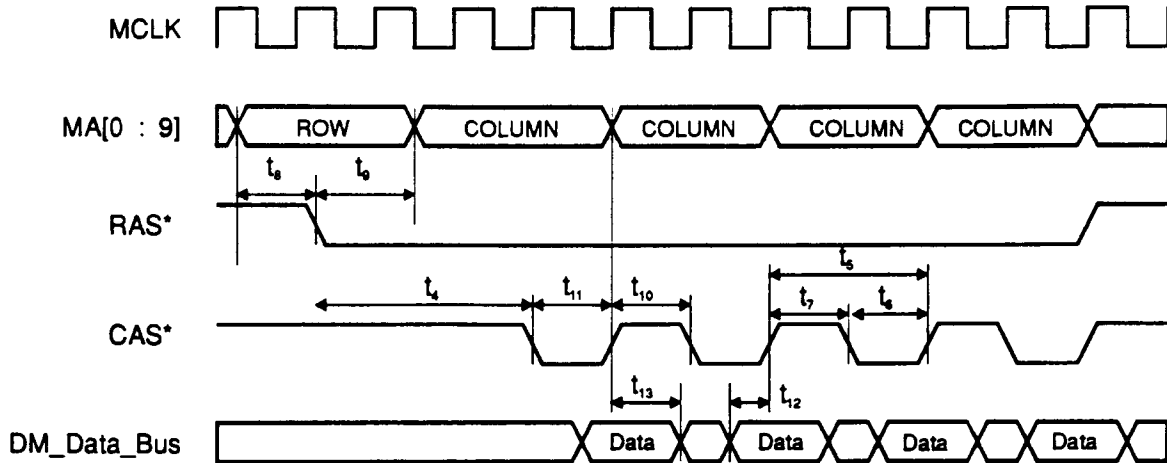 MCLK
MA[0 : 9]
ROW COLUMN COLUMN COLUMN COLUMN
t8 t9
RAS*
t5
t4 t11 t10 t7 t6
CAS*
t13 t12
DM_Data_Bus
Data Data Data Data